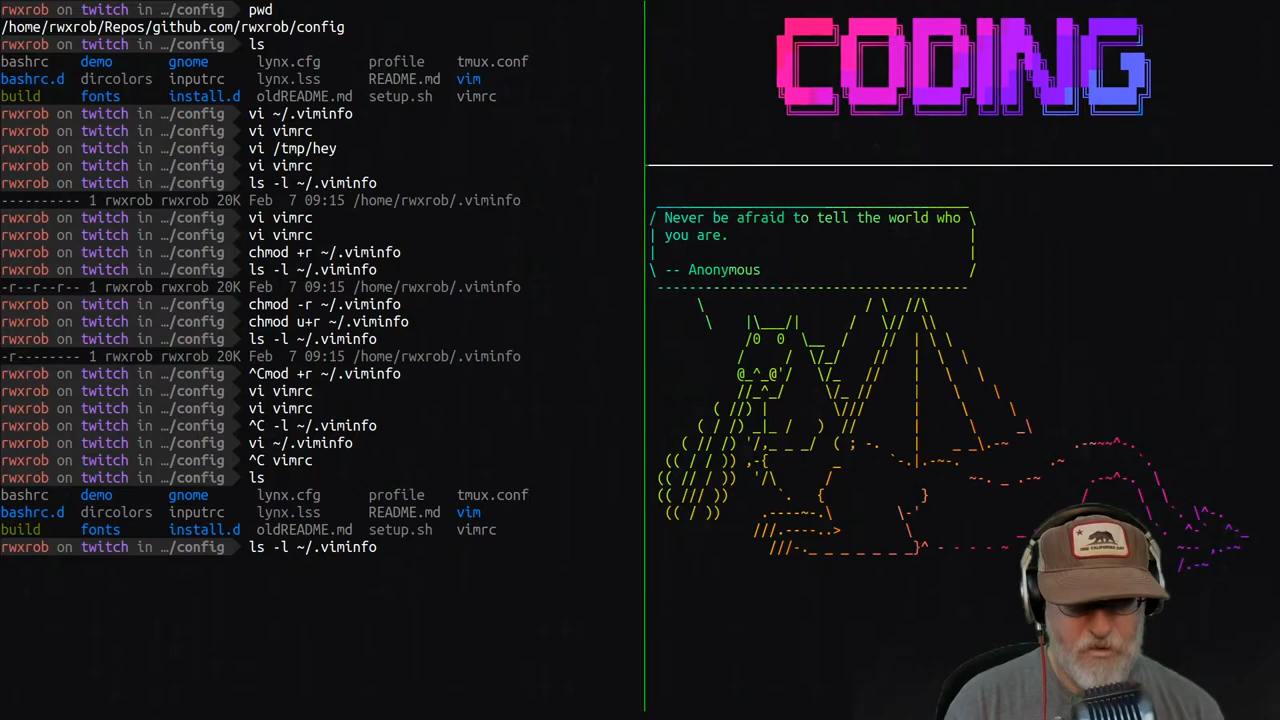 rwxrob on twitch in …/config pwd
/home/rwxrob/Repos/github.com/rwxrob/config
rwxrob on twitch in …/config ls
bashrc demo gnome lynx.cfg profile tmux.conf
bashrc.d dircolors inputrc lynx.lss README.md vim
build fonts install.d oldREADME.md setup.sh vimrc
rwxrob on twitch in …/config vi ~/.viminfo
rwxrob on twitch in …/config vi vimrc
rwxrob on twitch in …/config vi /tmp/hey
rwxrob on twitch in …/config vi vimrc
rwxrob on twitch in …/config ls -l ~/.viminfo
---------- 1 rwxrob rwxrob 20K Feb  7 09:15 /home/rwxrob/.viminfo
rwxrob on twitch in …/config vi vimrc
rwxrob on twitch in …/config vi vimrc
rwxrob on twitch in …/config chmod +r ~/.viminfo
rwxrob on twitch in …/config ls -l ~/.viminfo
-r--r--r-- 1 rwxrob rwxrob 20K Feb  7 09:15 /home/rwxrob/.viminfo
rwxrob on twitch in …/config chmod -r ~/.viminfo
rwxrob on twitch in …/config chmod u+r ~/.viminfo
rwxrob on twitch in …/config ls -l ~/.viminfo
-r-------- 1 rwxrob rwxrob 20K Feb  7 09:15 /home/rwxrob/.viminfo
rwxrob on twitch in …/config ^Cmod +r ~/.viminfo
rwxrob on twitch in …/config vi vimrc
rwxrob on twitch in …/config vi vimrc
rwxrob on twitch in …/config ^C -l ~/.viminfo
rwxrob on twitch in …/config vi ~/.viminfo
rwxrob on twitch in …/config ^C vimrc
rwxrob on twitch in …/config ls
bashrc demo gnome lynx.cfg profile tmux.conf
bashrc.d dircolors inputrc lynx.lss README.md vim
build fonts install.d oldREADME.md setup.sh vimrc
rwxrob on twitch in …/config ls -l ~/.viminfo
CODING
Never be afraid to tell the world who
you are.
-- Anonymous